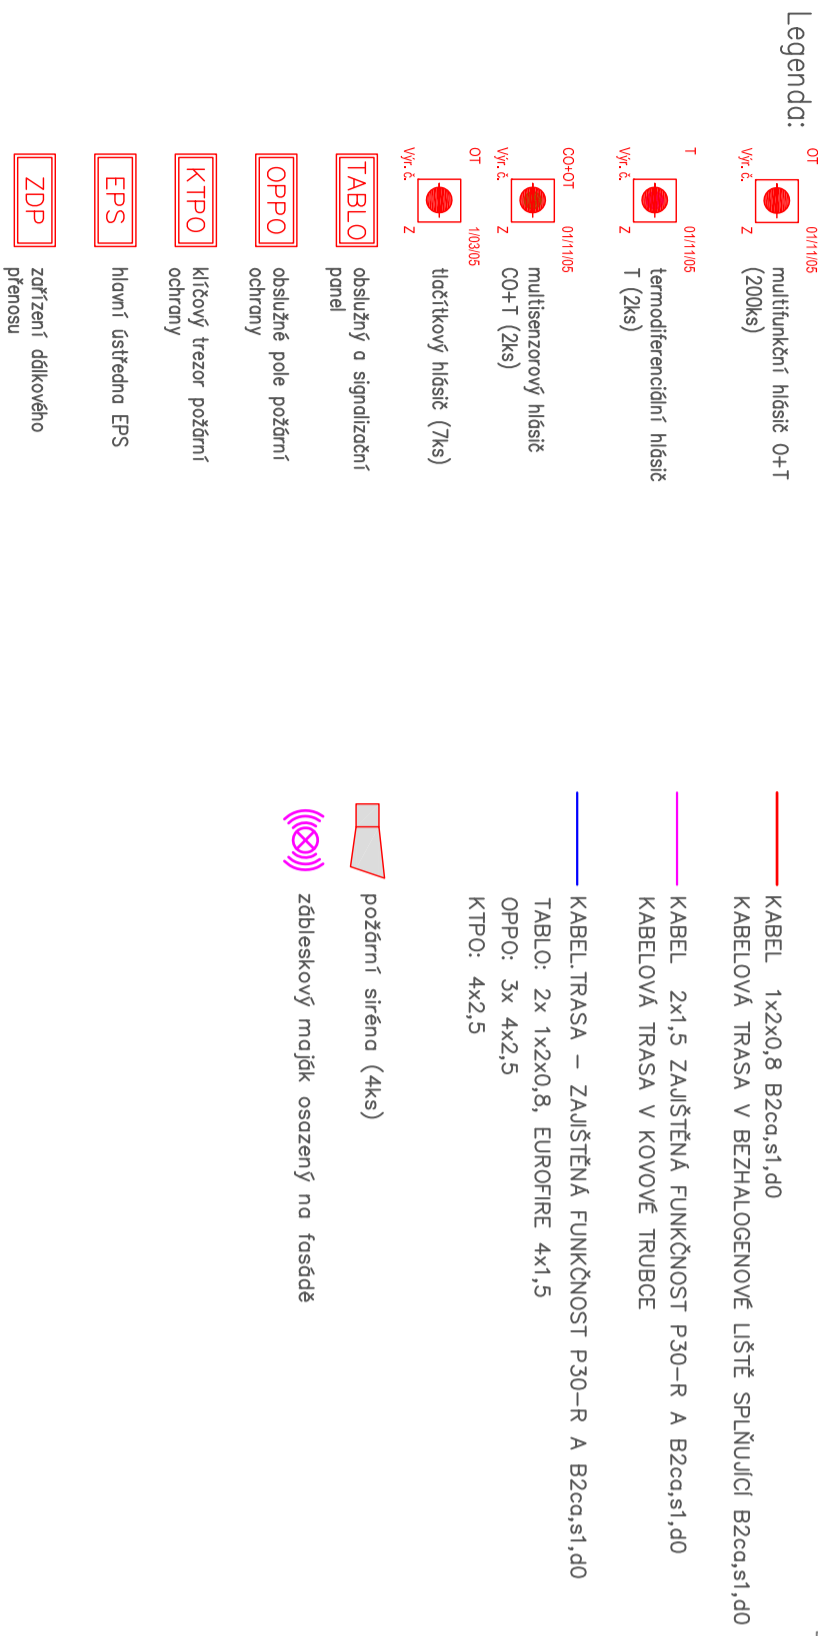 Legenda:
OT 01/11/05
Výr.č. Z
multifunkční hlásič O+T
(200ks)
T 01/11/05
Výr.č. Z
termodiferenciální hlásič
T (2ks)
CO+OT 01/11/05
Výr.č. Z
multisenzorový hlásič
CO+T (2ks)
OT 1/03/05
Výr.č. Z
tlačítkový hlásič (7ks)
TABLO
obslužný a signalizační
panel
OPPO
obslužné pole požární
ochrany
KTPO
klíčový trezor požární
ochrany
EPS
hlavní ústředna EPS
ZDP
zařízení dálkového
přenosu
KABEL 1x2x0,8 B2ca,s1,d0
KABELOVÁ TRASA V BEZHALOGENOVÉ LIŠTĚ SPLŇUJÍCÍ B2ca,s1,d0
KABEL 2x1,5 ZAJIŠTĚNÁ FUNKČNOST P30-R A B2ca,s1,d0
KABELOVÁ TRASA V KOVOVÉ TRUBCE
KABEL.TRASA - ZAJIŠTĚNÁ FUNKČNOST P30-R A B2ca,s1,d0
TABLO: 2x 1x2x0,8, EUROFIRE 4x1,5
OPPO: 3x 4x2,5
KTPO: 4x2,5
požární siréna (4ks)
zábleskový maják osazený na fasádě